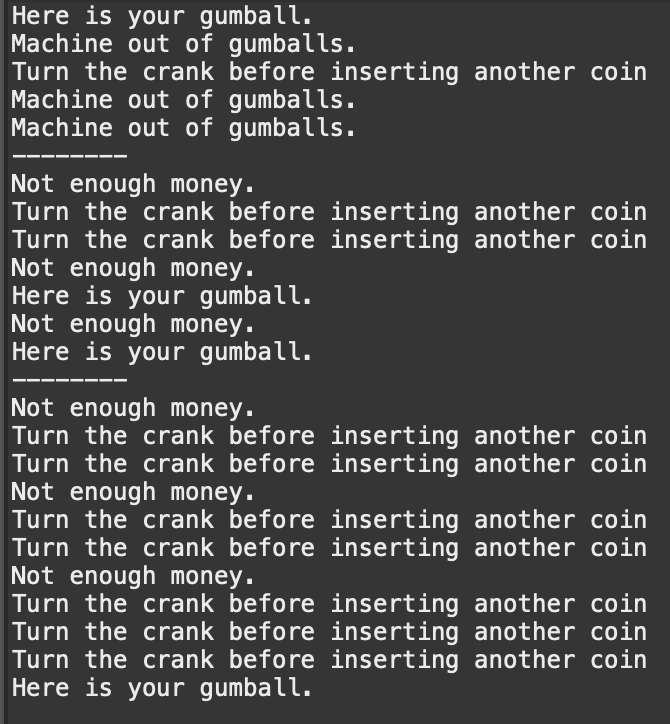 Here is your gumball.
Machine out of gumballs.
Turn the crank before inserting another coin
Machine out of gumballs.
Machine out of gumballs.
--------
Not enough money.
Turn the crank before inserting another coin
Turn the crank before inserting another coin
Not enough money.
Here is your gumball.
Not enough money.
Here is your gumball.
--------
Not enough money.
Turn the crank before inserting another coin
Turn the crank before inserting another coin
Not enough money.
Turn the crank before inserting another coin
Turn the crank before inserting another coin
Not enough money.
Turn the crank before inserting another coin
Turn the crank before inserting another coin
Turn the crank before inserting another coin
Here is your gumball.